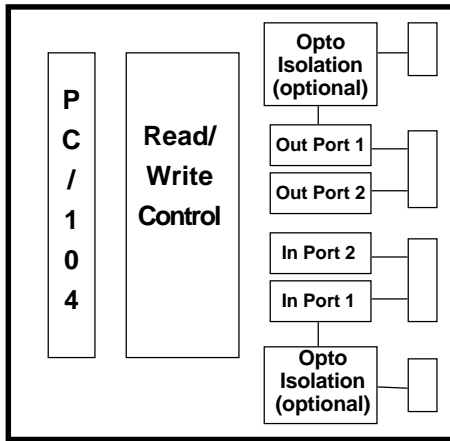 P
C
/
1
0
4
Read/
Write
Control
Opto
Isolation
(optional)
Out Port 1
Out Port 2
In Port 2
In Port 1
Opto
Isolation
(optional)